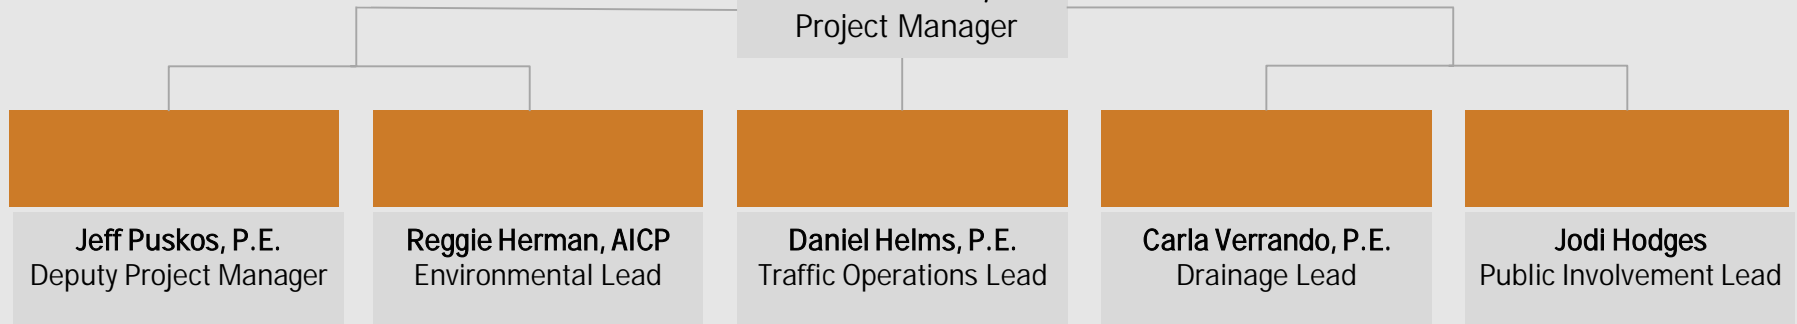 Project Manager
Jeff Puskos, P.E.
Deputy Project Manager
Reggie Herman, AICP
Environmental Lead
Daniel Helms, P.E.
Traffic Operations Lead
Carla Verrando, P.E.
Drainage Lead
Jodi Hodges
Public Involvement Lead